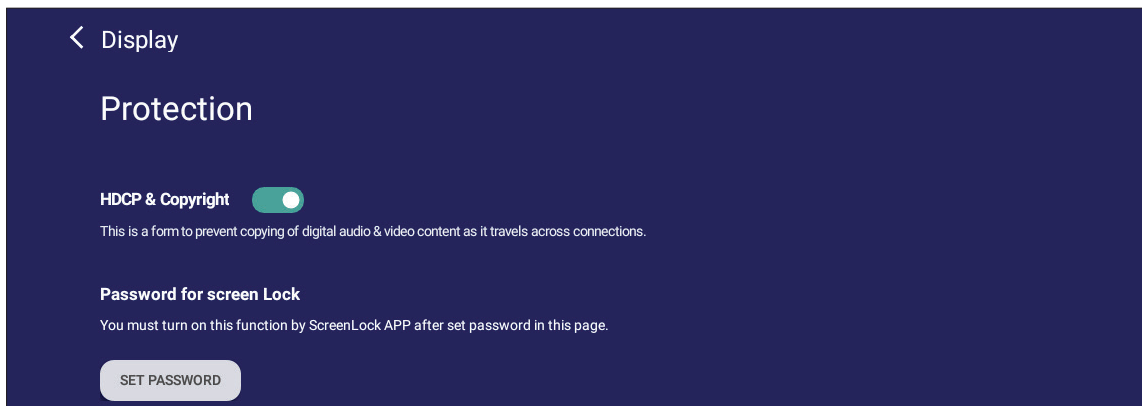 Display
Protection
HDCP & Copyright
This is a form to prevent copying of digital audio & video content as it travels across connections.
Password for screen Lock
You must turn on this function by ScreenLock APP after set password in this page.
SET PASSWORD